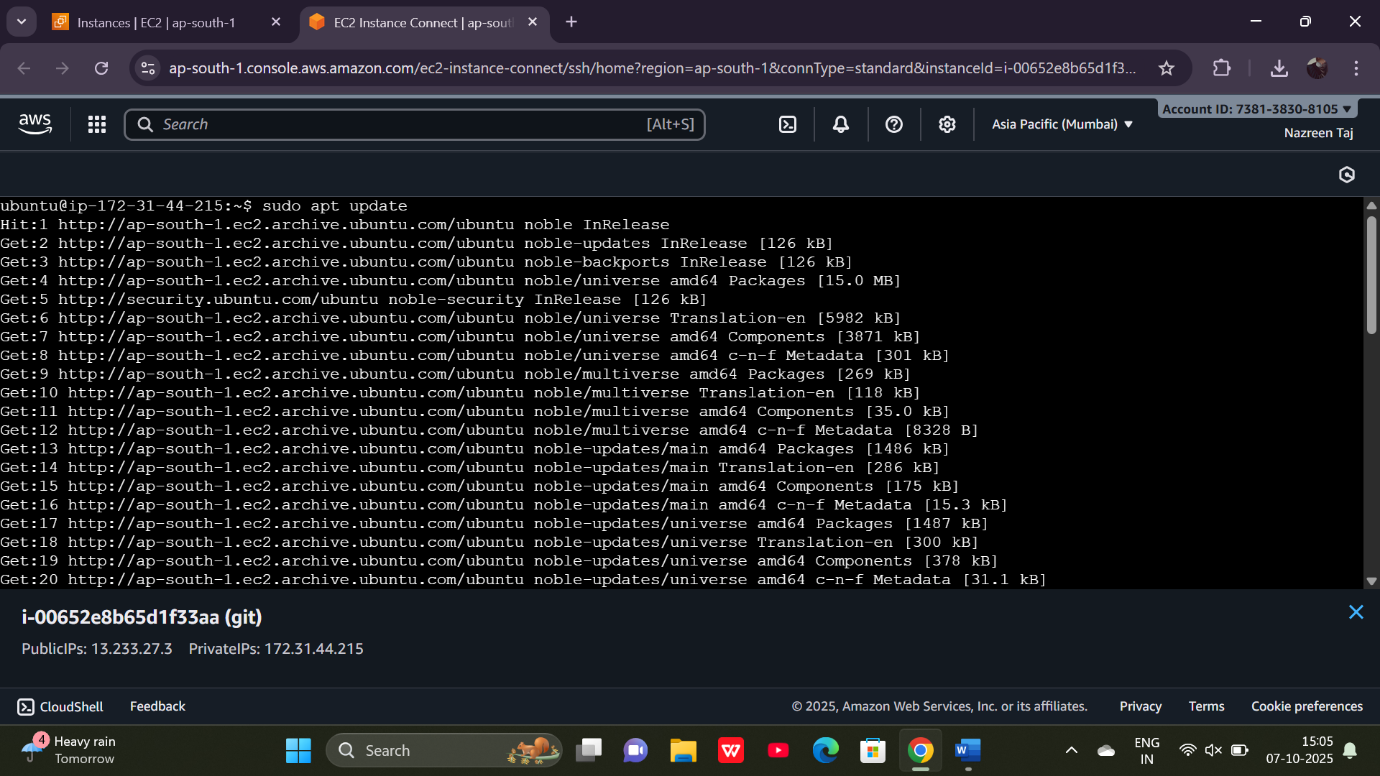 Instances | EC2 | ap-south-1
EC2 Instance Connect | ap-sout
ap-south-1.console.aws.amazon.com/ec2-instance-connect/ssh/home?region=ap-south-1&connType=standard&instanceId=i-00652e8b65d1f3...
aws
Search [Alt+S]
Asia Pacific (Mumbai)
Account ID: 7381-3830-8105
Nazreen Taj
ubuntu@ip-172-31-44-215:~$ sudo apt update
Hit:1 http://ap-south-1.ec2.archive.ubuntu.com/ubuntu noble InRelease
Get:2 http://ap-south-1.ec2.archive.ubuntu.com/ubuntu noble-updates InRelease [126 kB]
Get:3 http://ap-south-1.ec2.archive.ubuntu.com/ubuntu noble-backports InRelease [126 kB]
Get:4 http://ap-south-1.ec2.archive.ubuntu.com/ubuntu noble/universe amd64 Packages [15.0 MB]
Get:5 http://security.ubuntu.com/ubuntu noble-security InRelease [126 kB]
Get:6 http://ap-south-1.ec2.archive.ubuntu.com/ubuntu noble/universe Translation-en [5982 kB]
Get:7 http://ap-south-1.ec2.archive.ubuntu.com/ubuntu noble/universe amd64 Components [3871 kB]
Get:8 http://ap-south-1.ec2.archive.ubuntu.com/ubuntu noble/universe amd64 c-n-f Metadata [301 kB]
Get:9 http://ap-south-1.ec2.archive.ubuntu.com/ubuntu noble/multiverse amd64 Packages [269 kB]
Get:10 http://ap-south-1.ec2.archive.ubuntu.com/ubuntu noble/multiverse Translation-en [118 kB]
Get:11 http://ap-south-1.ec2.archive.ubuntu.com/ubuntu noble/multiverse amd64 Components [35.0 kB]
Get:12 http://ap-south-1.ec2.archive.ubuntu.com/ubuntu noble/multiverse amd64 c-n-f Metadata [8328 B]
Get:13 http://ap-south-1.ec2.archive.ubuntu.com/ubuntu noble-updates/main amd64 Packages [1486 kB]
Get:14 http://ap-south-1.ec2.archive.ubuntu.com/ubuntu noble-updates/main Translation-en [286 kB]
Get:15 http://ap-south-1.ec2.archive.ubuntu.com/ubuntu noble-updates/main amd64 Components [175 kB]
Get:16 http://ap-south-1.ec2.archive.ubuntu.com/ubuntu noble-updates/main amd64 c-n-f Metadata [15.3 kB]
Get:17 http://ap-south-1.ec2.archive.ubuntu.com/ubuntu noble-updates/universe amd64 Packages [1487 kB]
Get:18 http://ap-south-1.ec2.archive.ubuntu.com/ubuntu noble-updates/universe Translation-en [300 kB]
Get:19 http://ap-south-1.ec2.archive.ubuntu.com/ubuntu noble-updates/universe amd64 Components [378 kB]
Get:20 http://ap-south-1.ec2.archive.ubuntu.com/ubuntu noble-updates/universe amd64 c-n-f Metadata [31.1 kB]
i-00652e8b65d1f33aa (git)
PublicIPs: 13.233.27.3 PrivateIPs: 172.31.44.215
CloudShell Feedback © 2025, Amazon Web Services, Inc. or its affiliates. Privacy Terms Cookie preferences
4
Heavy rain
Tomorrow
Search
ENG
IN
15:05
07-10-2025